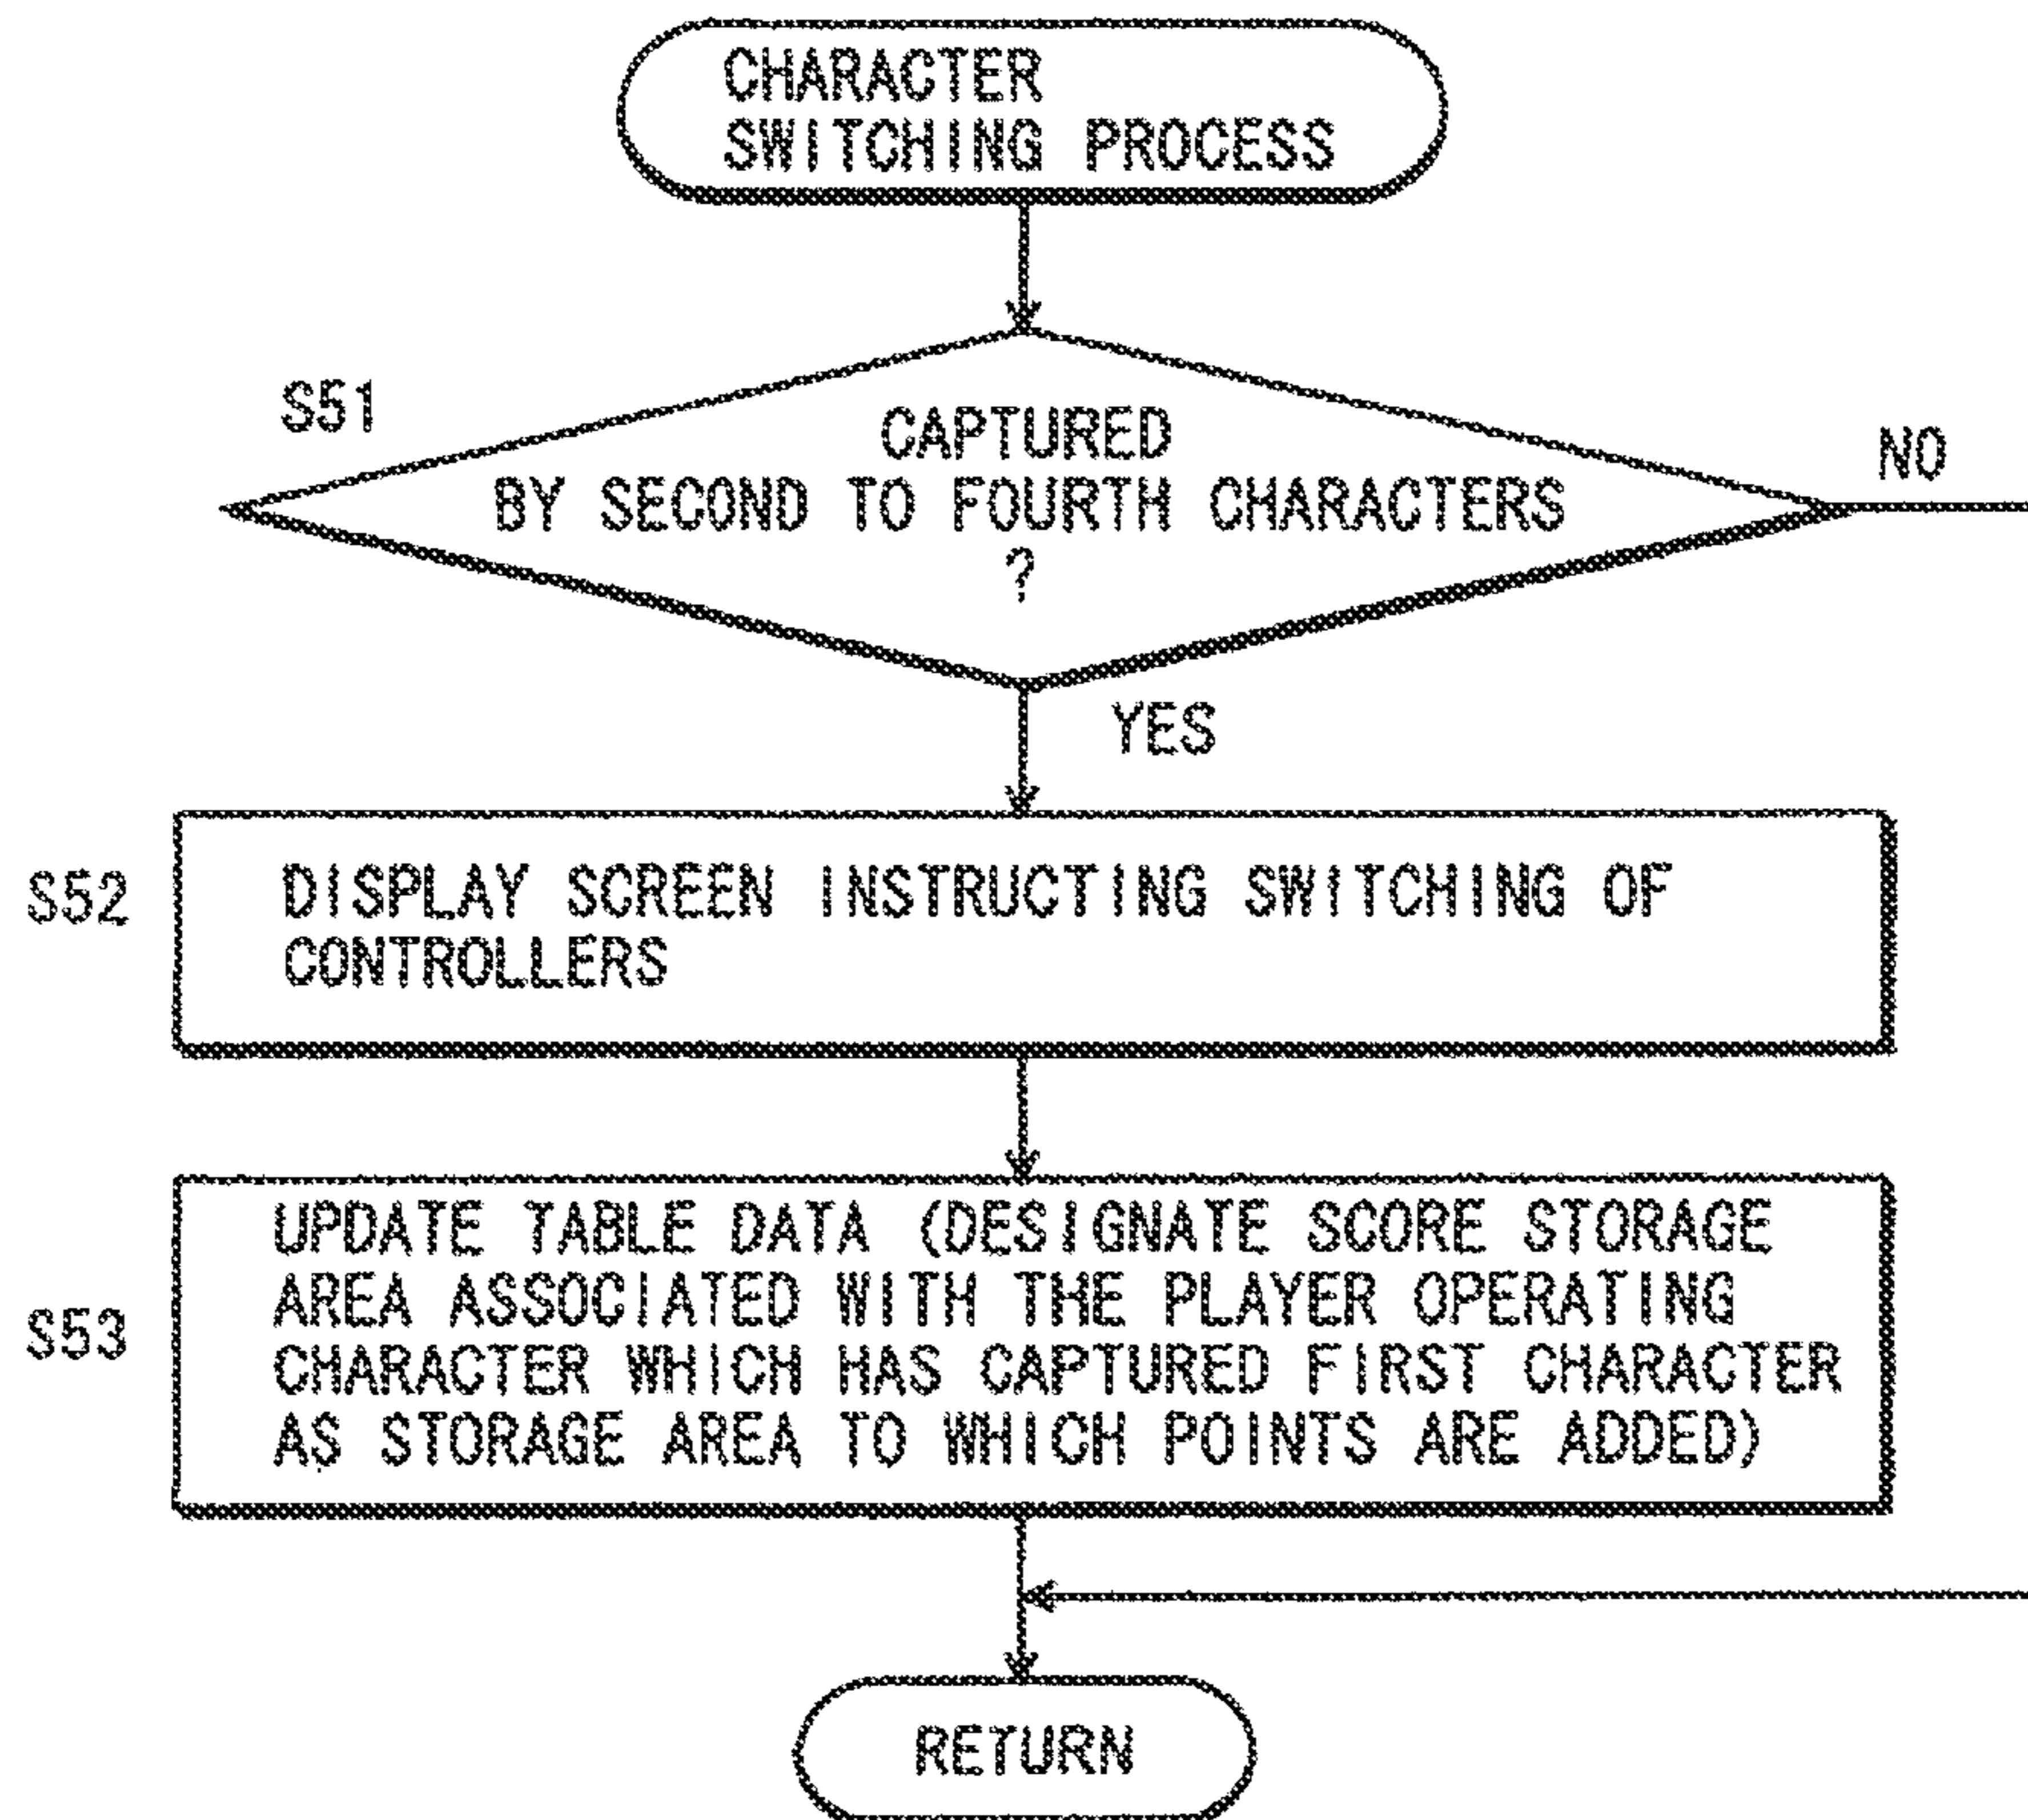 CHARACTER
SWITCHING PROCESS
S51
CAPTURED
BY SECOND TO FOURTH CHARACTERS
?
NO
YES
S52
DISPLAY SCREEN INSTRUCTING SWITCHING OF
CONTROLLERS
S53
UPDATE TABLE DATA (DESIGNATE SCORE STORAGE
AREA ASSOCIATED WITH THE PLAYER OPERATING
CHARACTER WHICH HAS CAPTURED FIRST CHARACTER
AS STORAGE AREA TO WHICH POINTS ARE ADDED)
RETURN